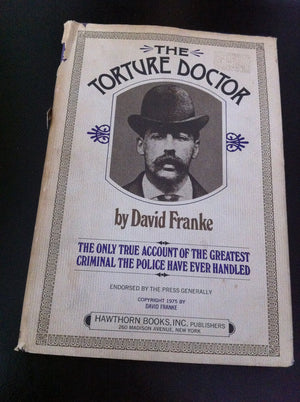 THE
TORTURE DOCTOR
by David Franke
THE ONLY TRUE ACCOUNT OF THE GREATEST
CRIMINAL THE POLICE HAVE EVER HANDLED
ENDORSED BY THE PRESS GENERALLY
COPYRIGHT 1975 BY
DAVID FRANKE
HAWTHORN BOOKS, INC. PUBLISHERS
260 MADISON AVENUE, NEW YORK